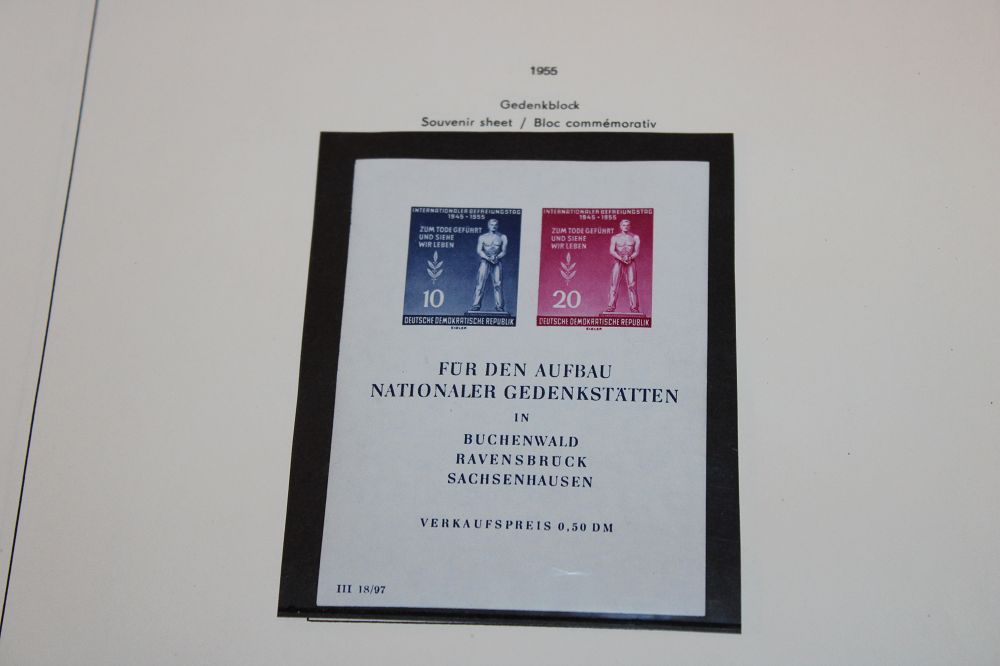 1955
Gedenkblock
Souvenir sheet / Bloc commémorativ
INTERNATIONALER BEFREIUNGSTAG
1945-1955
ZUM TODE GEFÜHRT
UND SIEHE
WIR LEBEN
10
DEUTSCHE DEMOKRATISCHE REPUBLIK
EIGLER
INTERNATIONALER BEFREIUNGSTAG
1945-1955
ZUM TODE GEFÜHRT
UND SIEHE
WIR LEBEN
20
DEUTSCHE DEMOKRATISCHE REPUBLIK
EIGLER
FÜR DEN AUFBAU
NATIONALER GEDENKSTÄTTEN
IN
BUCHENWALD
RAVENSBRÜCK
SACHSENHAUSEN
VERKAUFSPREIS 0,50 DM
III 18/97